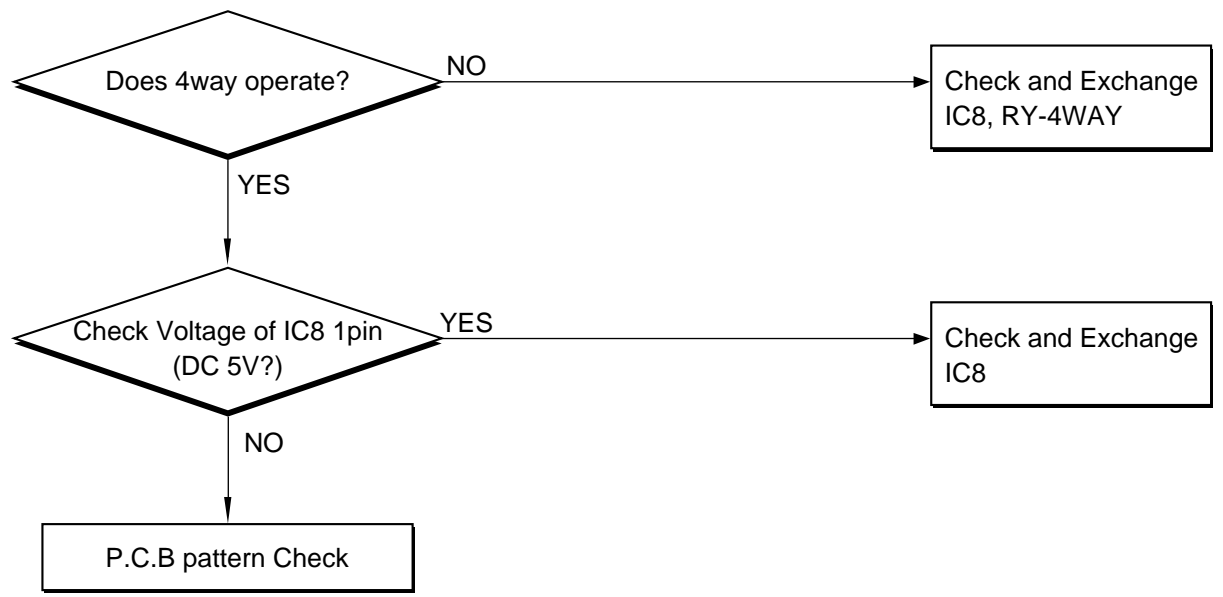 Does 4way operate?
NO
Check and Exchange
IC8, RY-4WAY
YES
Check Voltage of IC8 1pin
(DC 5V?)
YES
Check and Exchange
IC8
NO
P.C.B pattern Check